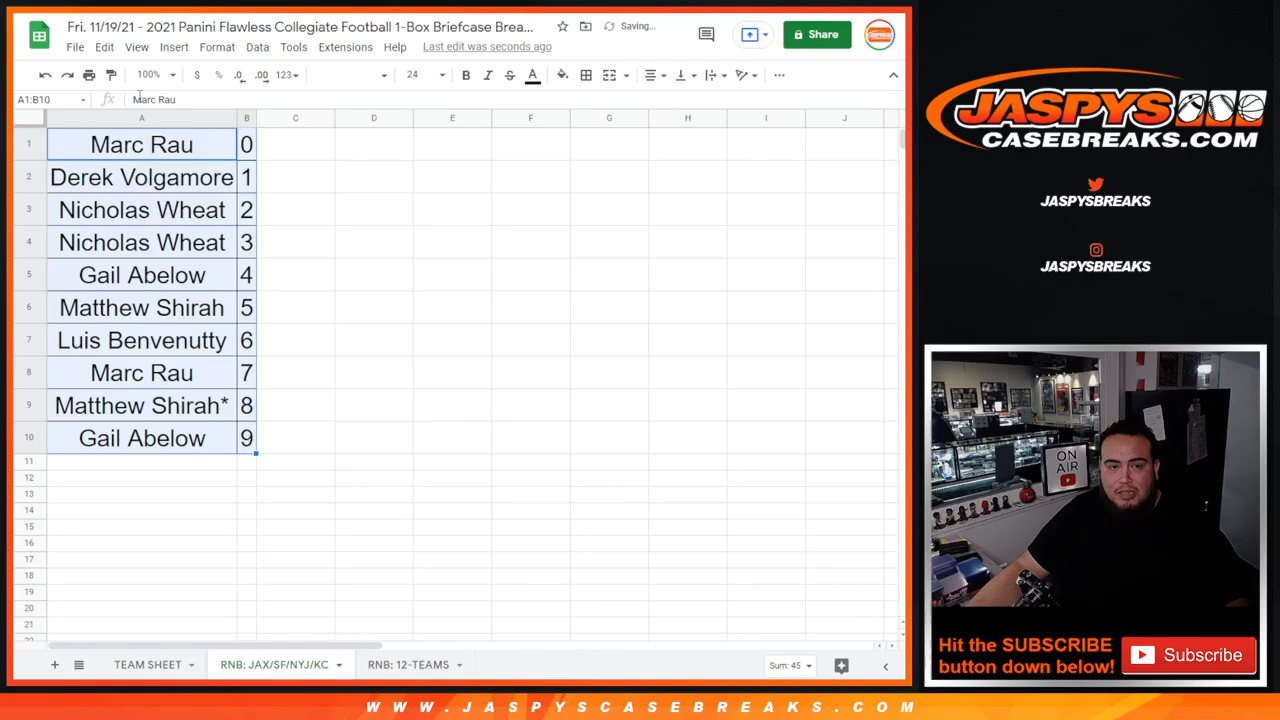 Fri. 11/19/21 - 2021 Panini Flawless Collegiate Football 1-Box Briefcase Brea...
Saving...
Share
File Edit View Insert Format Data Tools Extensions Help Last edit was seconds ago
100% $ % .0 .00 123 24 B I S A
A1:B10 fx Marc Rau
A B C D E F G H I J
1 Marc Rau 0
2 Derek Volgamore 1
3 Nicholas Wheat 2
4 Nicholas Wheat 3
5 Gail Abelow 4
6 Matthew Shirah 5
7 Luis Benvenutty 6
8 Marc Rau 7
9 Matthew Shirah* 8
10 Gail Abelow 9
11
12
13
14
15
16
17
18
19
20
21
22
TEAM SHEET RNB: JAX/SF/NYJ/KC RNB: 12-TEAMS Sum: 45
JASPYS
CASEBREAKS.COM
JASPYSBREAKS
JASPYSBREAKS
ON
AIR
Hit the SUBSCRIBE
button down below!
Subscribe
WWW.JASPYSCASEBREAKS.COM